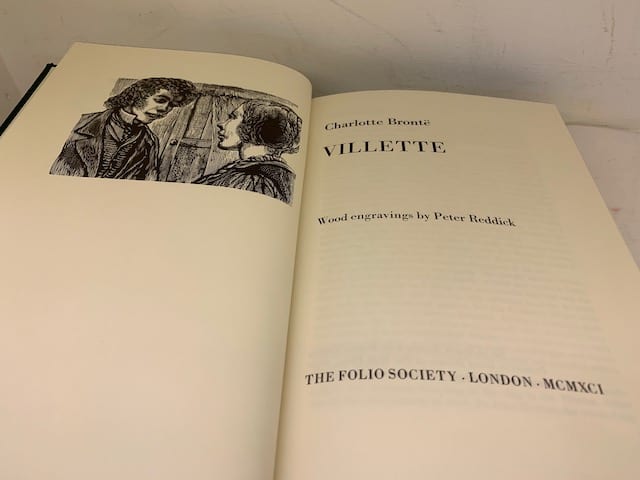 Charlotte Brontë
VILLETTE
Wood engravings by Peter Reddick
THE FOLIO SOCIETY · LONDON · MCMXCI